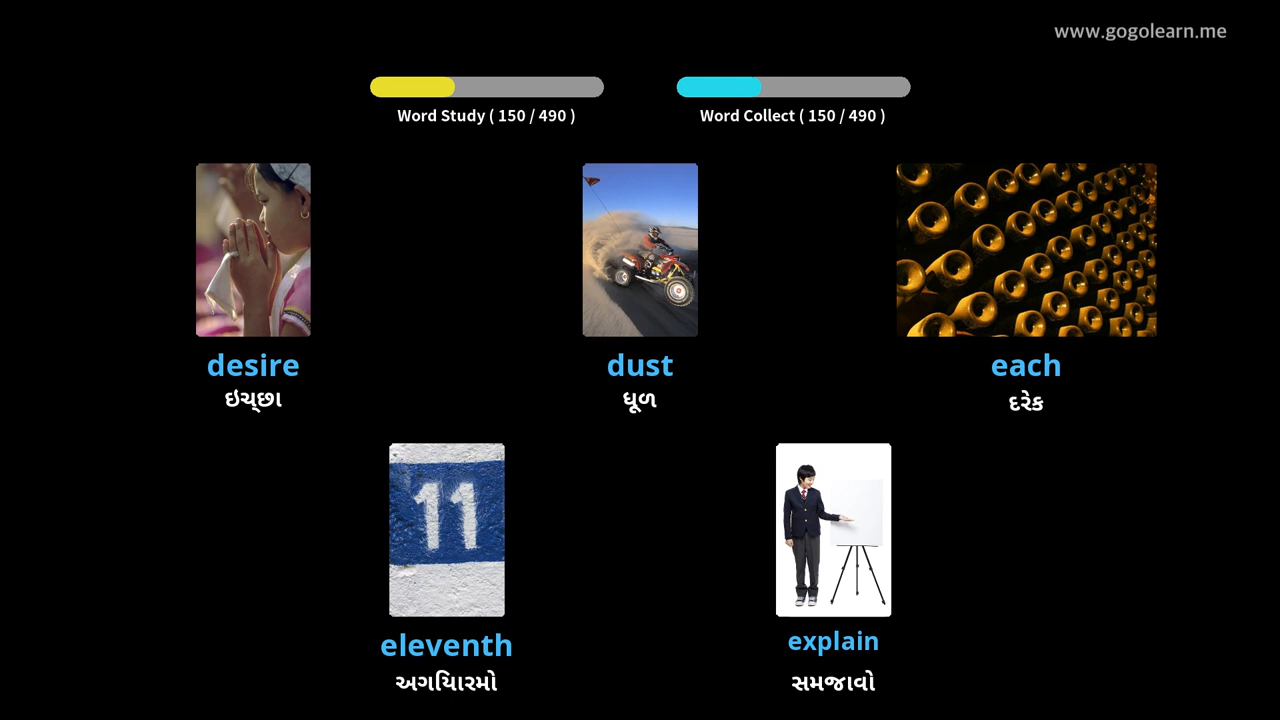 www.gogolearn.me
Word Study ( 150 / 490 )
Word Collect ( 150 / 490 )
desire
ઇચ્છા
dust
ધૂળ
each
દરેક
11
eleventh
અગિયારમો
explain
સમજાવો